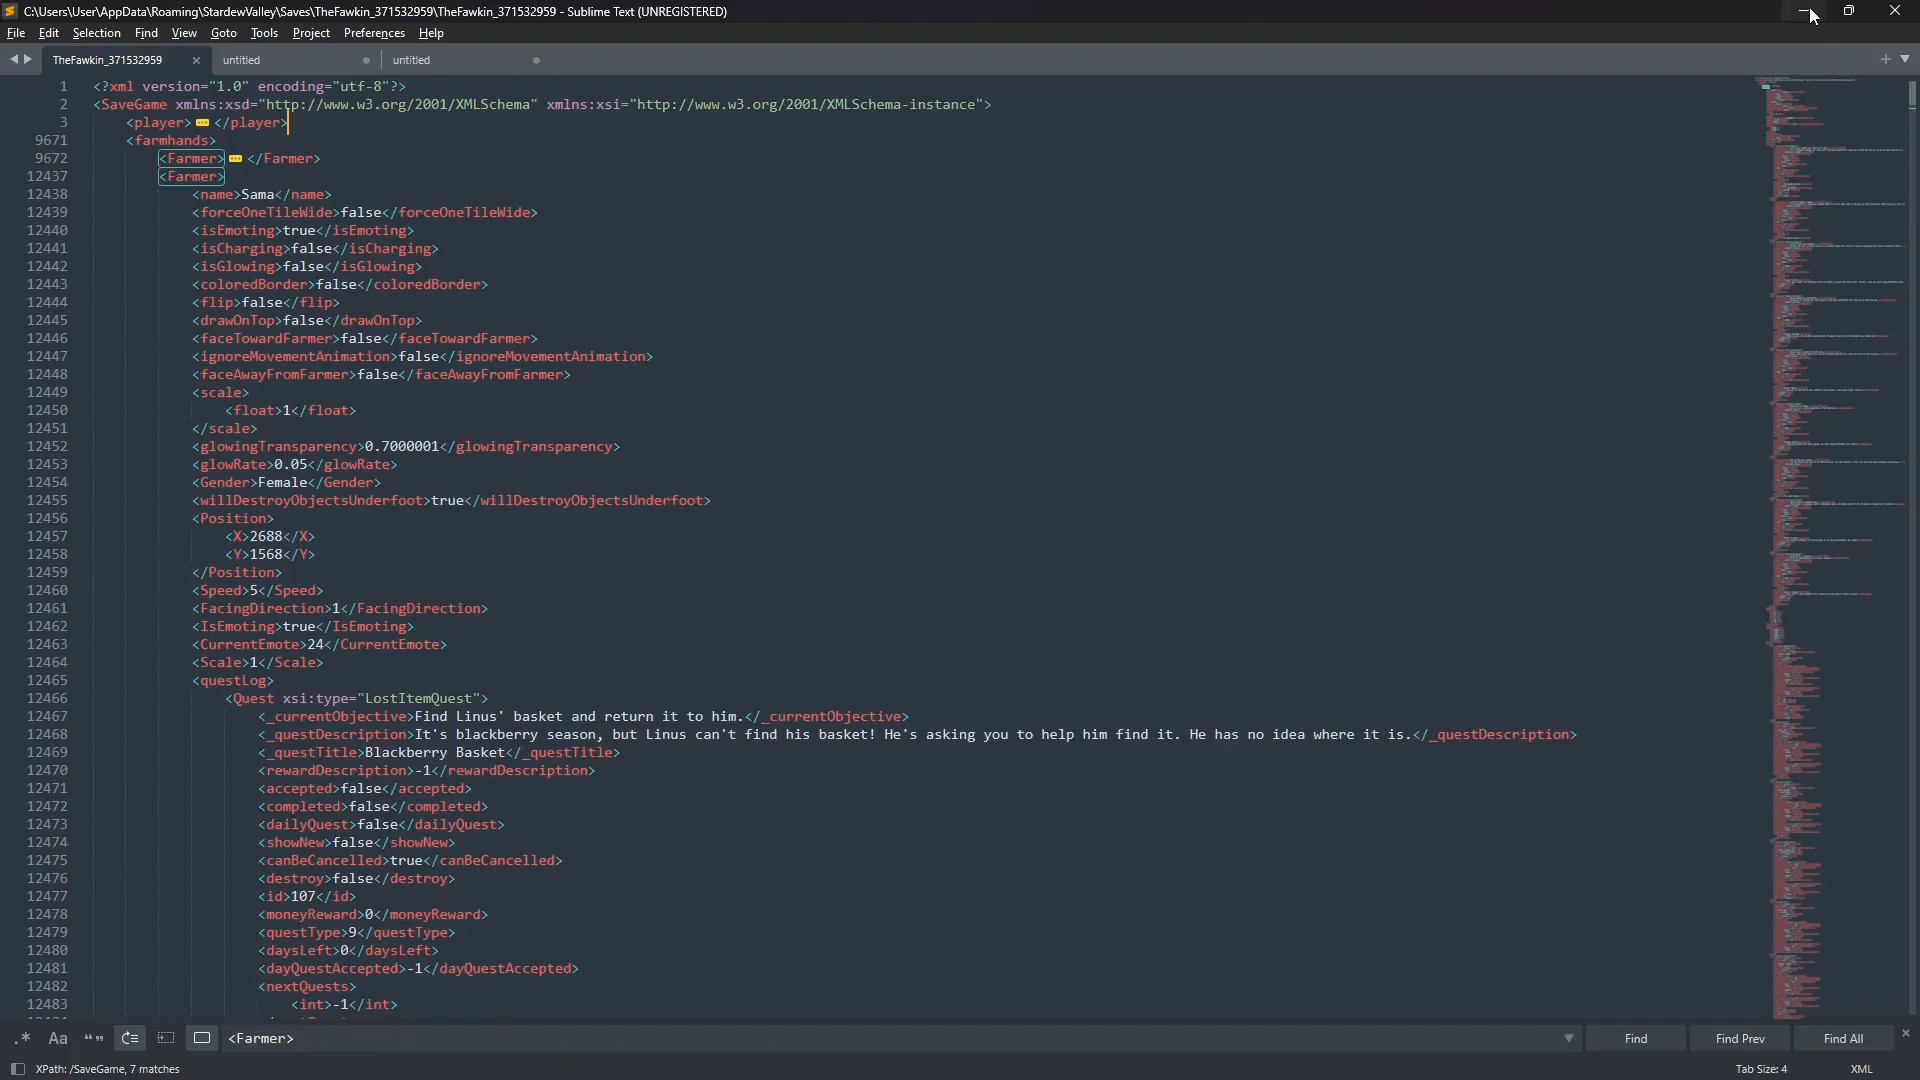 C:\Users\User\AppData\Roaming\StardewValley\Saves\TheFawkin_371532959\TheFawkin_371532959 - Sublime Text (UNREGISTERED)
File Edit Selection Find View Goto Tools Project Preferences Help
TheFawkin_371532959 untitled untitled
1 <?xml version="1.0" encoding="utf-8"?>
2 <SaveGame xmlns:xsd="http://www.w3.org/2001/XMLSchema" xmlns:xsi="http://www.w3.org/2001/XMLSchema-instance">
3 <player> </player>
9671 <farmhands>
9672 <Farmer> </Farmer>
12437 <Farmer>
12438 <name>Sama</name>
12439 <forceOneTileWide>false</forceOneTileWide>
12440 <isEmoting>true</isEmoting>
12441 <isCharging>false</isCharging>
12442 <isGlowing>false</isGlowing>
12443 <coloredBorder>false</coloredBorder>
12444 <flip>false</flip>
12445 <drawOnTop>false</drawOnTop>
12446 <faceTowardFarmer>false</faceTowardFarmer>
12447 <ignoreMovementAnimation>false</ignoreMovementAnimation>
12448 <faceAwayFromFarmer>false</faceAwayFromFarmer>
12449 <scale>
12450 <float>1</float>
12451 </scale>
12452 <glowingTransparency>0.7000001</glowingTransparency>
12453 <glowRate>0.05</glowRate>
12454 <Gender>Female</Gender>
12455 <willDestroyObjectsUnderfoot>true</willDestroyObjectsUnderfoot>
12456 <Position>
12457 <X>2688</X>
12458 <Y>1568</Y>
12459 </Position>
12460 <Speed>5</Speed>
12461 <FacingDirection>1</FacingDirection>
12462 <IsEmoting>true</IsEmoting>
12463 <CurrentEmote>24</CurrentEmote>
12464 <Scale>1</Scale>
12465 <questLog>
12466 <Quest xsi:type="LostItemQuest">
12467 <_currentObjective>Find Linus' basket and return it to him.</_currentObjective>
12468 <_questDescription>It's blackberry season, but Linus can't find his basket! He's asking you to help him find it. He has no idea where it is.</_questDescription>
12469 <_questTitle>Blackberry Basket</_questTitle>
12470 <rewardDescription>-1</rewardDescription>
12471 <accepted>false</accepted>
12472 <completed>false</completed>
12473 <dailyQuest>false</dailyQuest>
12474 <showNew>false</showNew>
12475 <canBeCancelled>true</canBeCancelled>
12476 <destroy>false</destroy>
12477 <id>107</id>
12478 <moneyReward>0</moneyReward>
12479 <questType>9</questType>
12480 <daysLeft>0</daysLeft>
12481 <dayQuestAccepted>-1</dayQuestAccepted>
12482 <nextQuests>
12483 <int>-1</int>
.* Aa “” <Farmer> Find Find Prev Find All
XPath: /SaveGame, 7 matches Tab Size: 4 XML